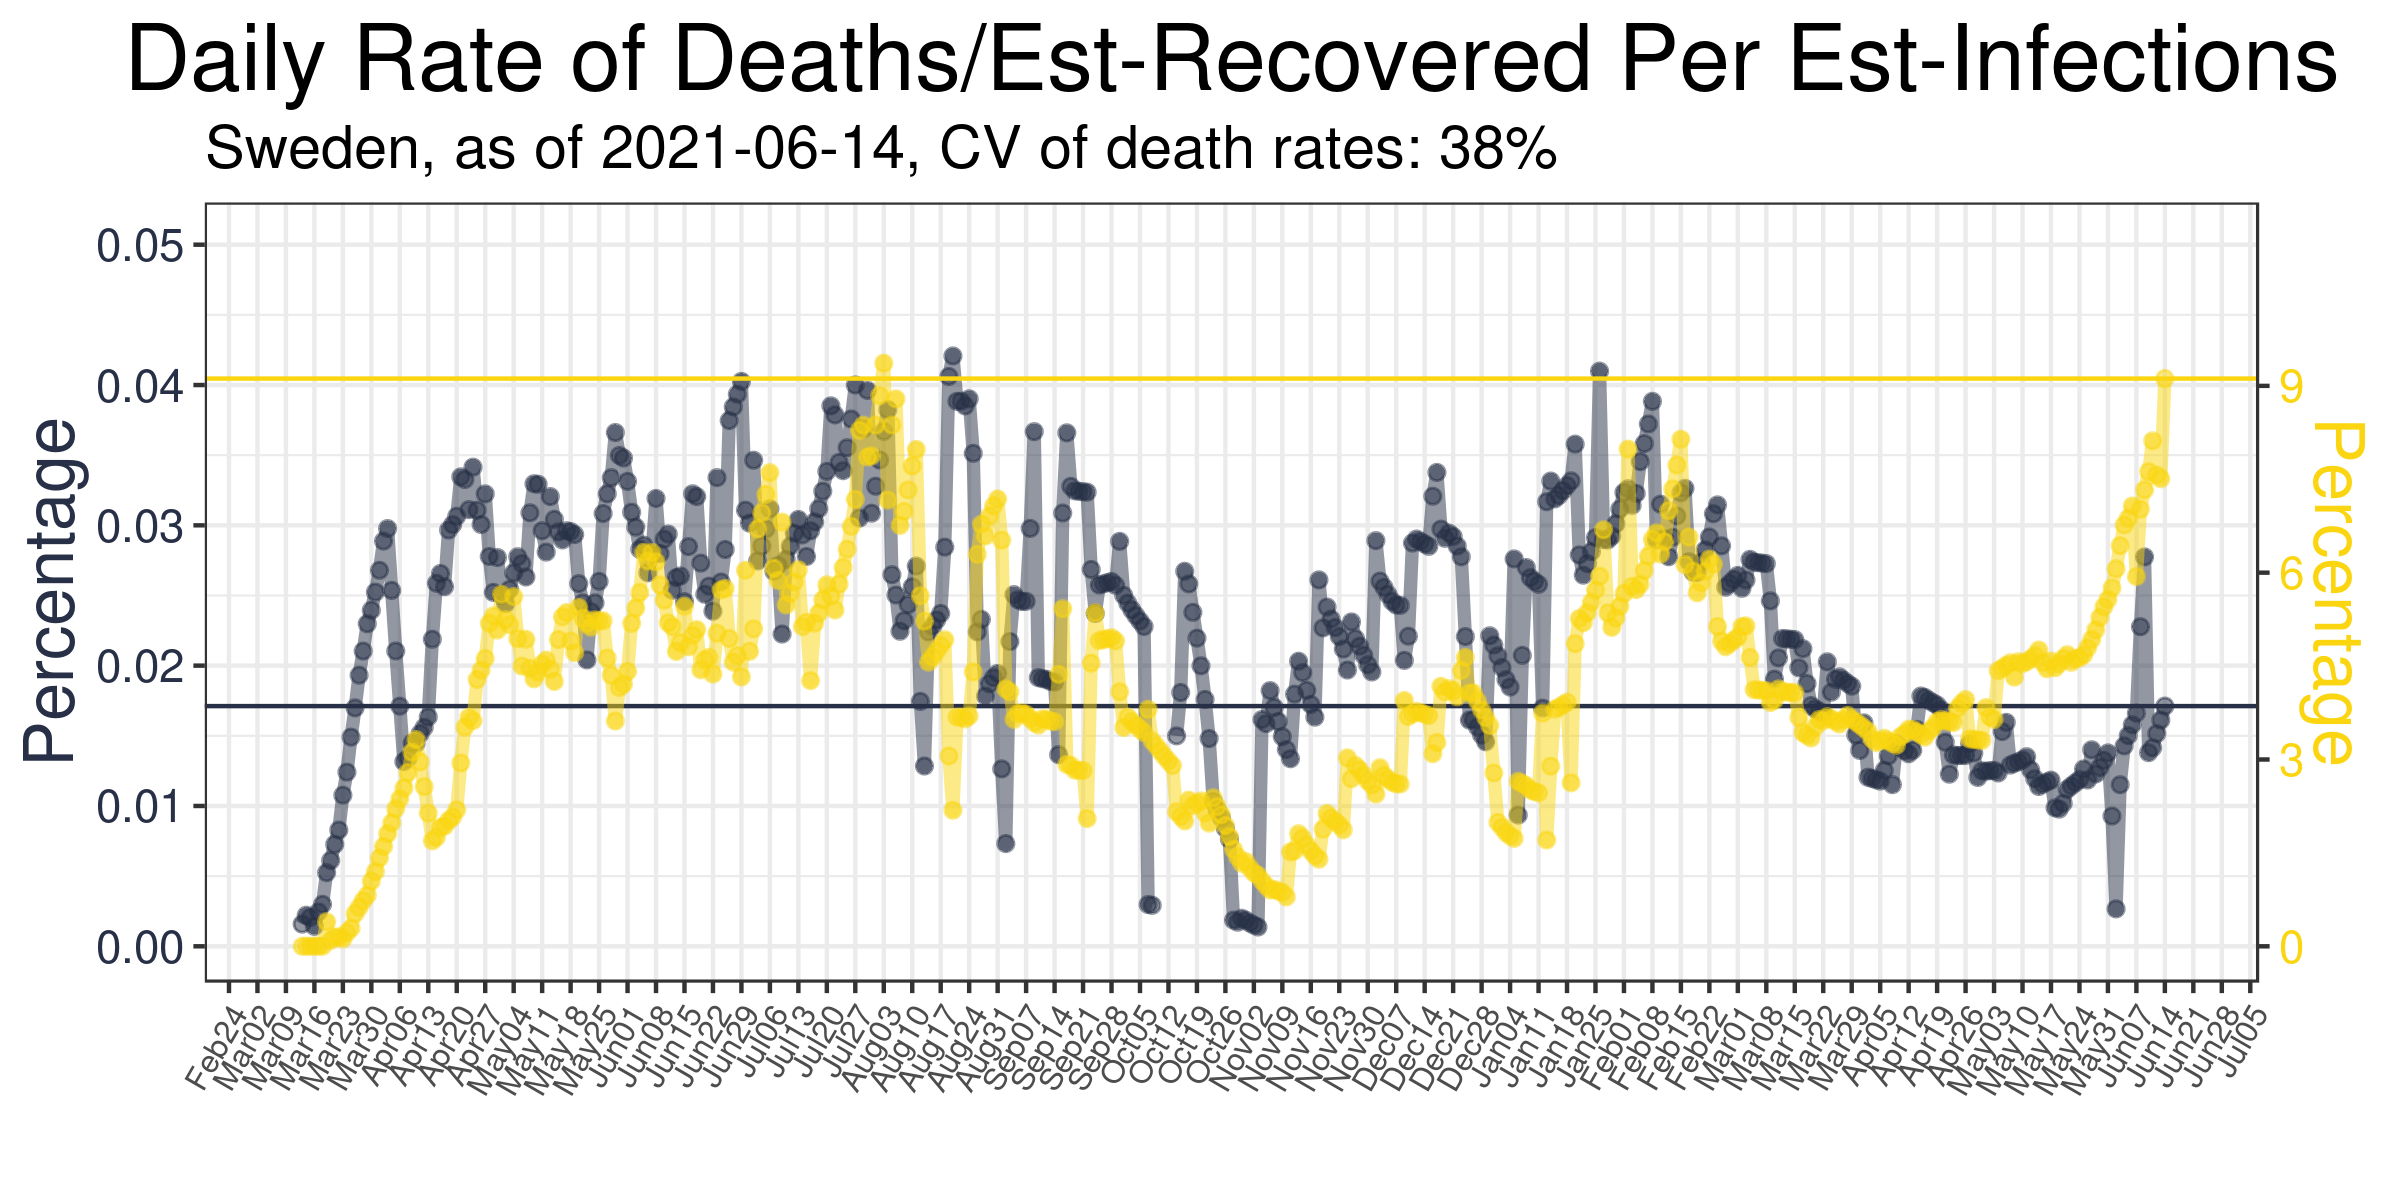 Daily Rate of Deaths/Est-Recovered Per Est-Infections
Sweden, as of 2021-06-14, CV of death rates: 38%
Percentage
0.05
0.04
0.03
0.02
0.01
0.00
9
6
3
0
Percentage
Feb24
Mar02
Mar09
Mar16
Mar23
Mar30
Apr06
Apr13
Apr20
Apr27
May04
May11
May18
May25
Jun01
Jun08
Jun15
Jun22
Jun29
Jul06
Jul13
Jul20
Jul27
Aug03
Aug10
Aug17
Aug24
Aug31
Sep07
Sep14
Sep21
Sep28
Oct05
Oct12
Oct19
Oct26
Nov02
Nov09
Nov16
Nov23
Nov30
Dec07
Dec14
Dec21
Dec28
Jan04
Jan11
Jan18
Jan25
Feb01
Feb08
Feb15
Feb22
Mar01
Mar08
Mar15
Mar22
Mar29
Apr05
Apr12
Apr19
Apr26
May03
May10
May17
May24
May31
Jun07
Jun14
Jun21
Jun28
Jul05